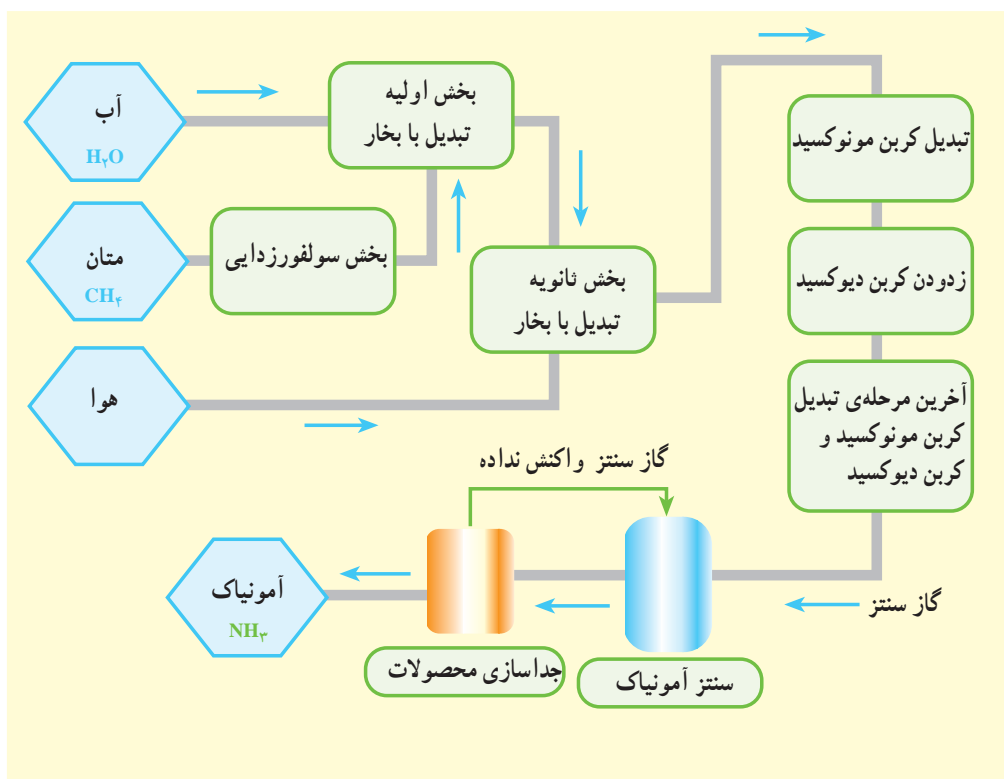 آب
H۲O
بخش اولیه
تبدیل با بخار
متان
CH۴
بخش سولفورزدایی
هوا
بخش ثانویه
تبدیل با بخار
تبدیل کربن مونوکسید
زدودن کربن دیوکسید
آخرین مرحله‌ی تبدیل
کربن مونوکسید و
کربن دیوکسید
گاز سنتز
گاز سنتز واکنش نداده
سنتز آمونیاک
جداسازی محصولات
آمونیاک
NH۳